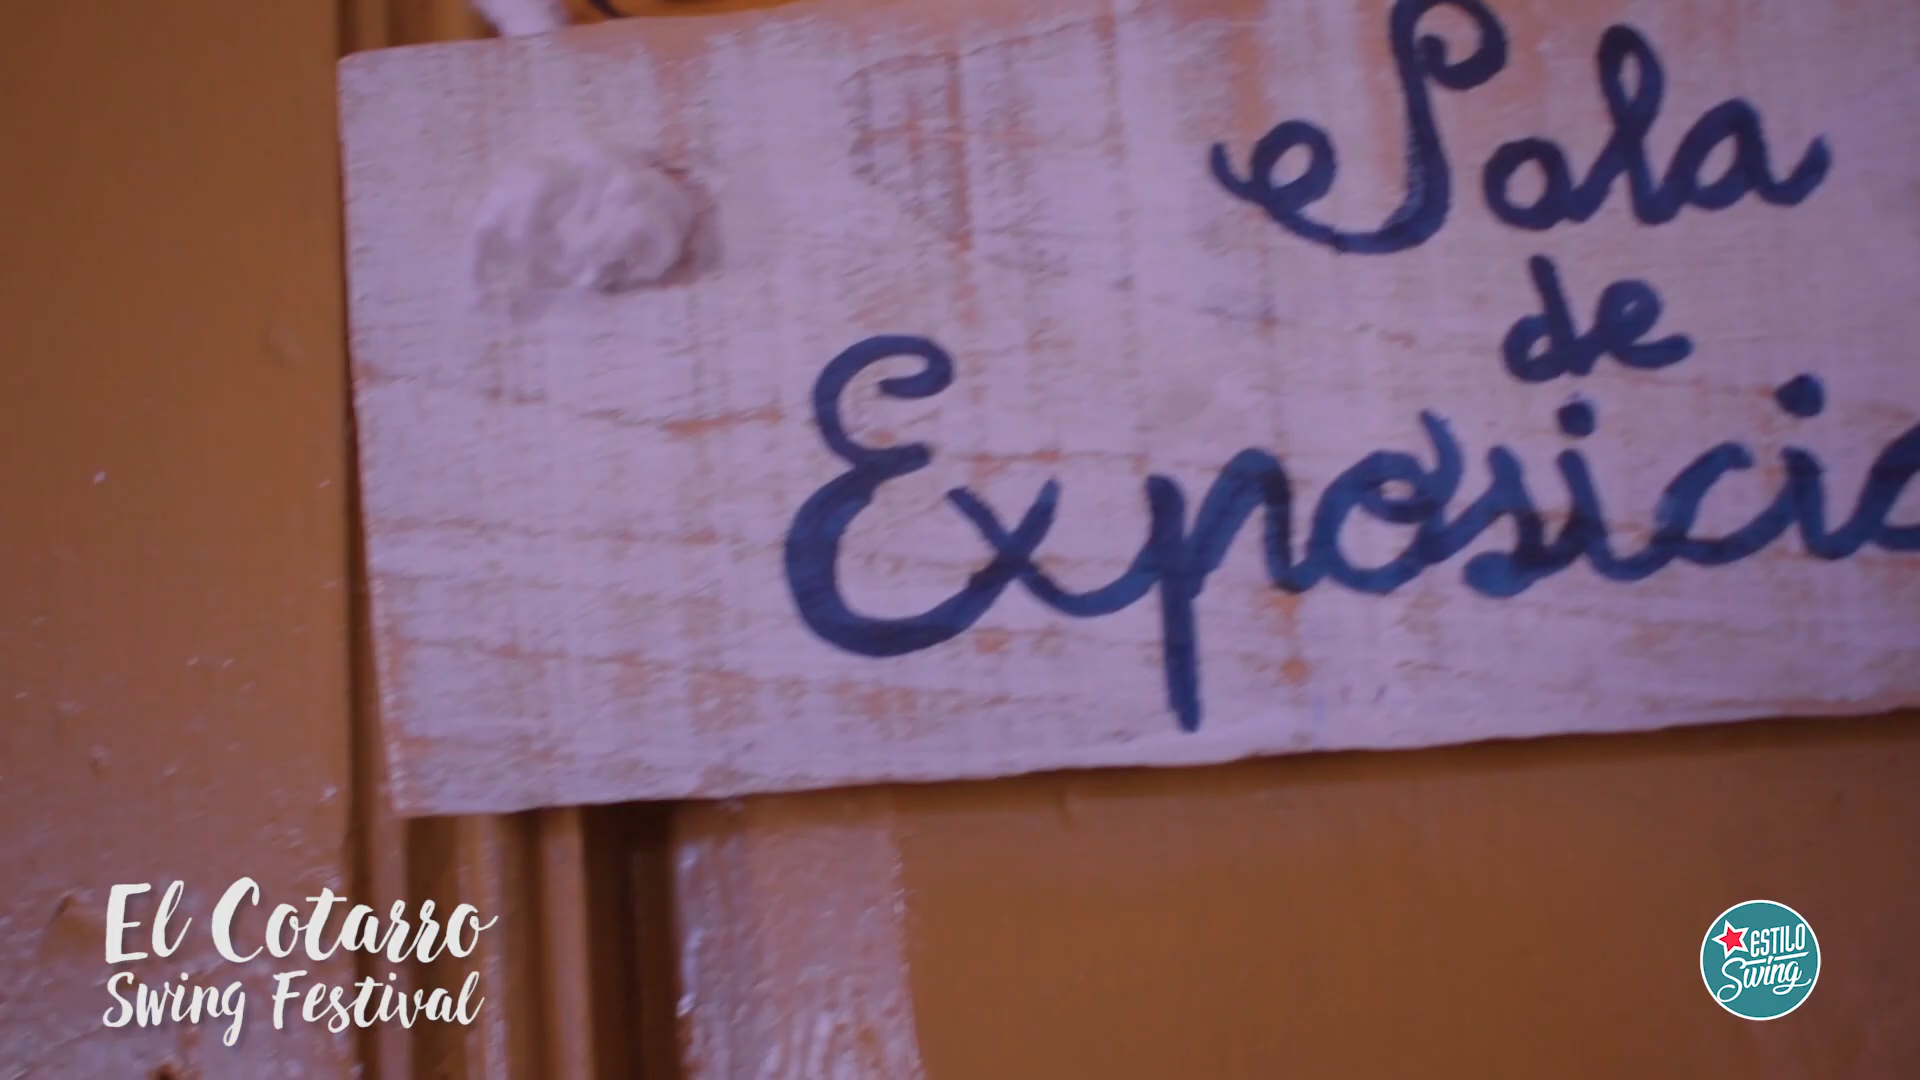 Sala
de
Exposicio
El Cotarro
Swing Festival
ESTILO
Swing